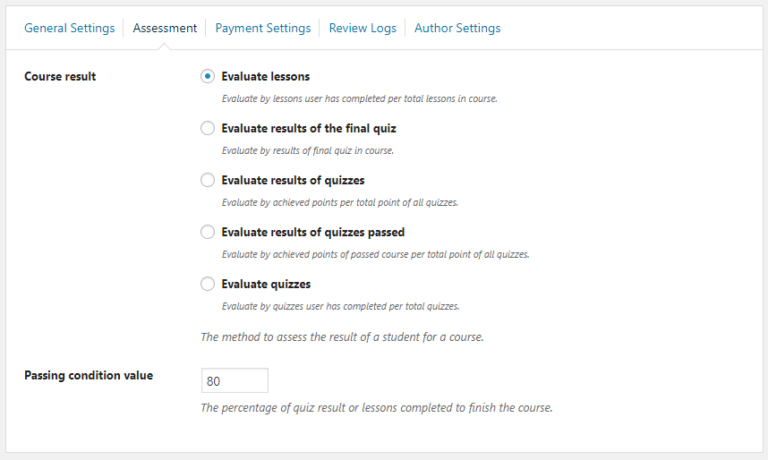 General Settings Assessment Payment Settings Review Logs Author Settings
Course result
Evaluate lessons
Evaluate by lessons user has completed per total lessons in course.
Evaluate results of the final quiz
Evaluate by results of final quiz in course.
Evaluate results of quizzes
Evaluate by achieved points per total point of all quizzes.
Evaluate results of quizzes passed
Evaluate by achieved points of passed course per total point of all quizzes.
Evaluate quizzes
Evaluate by quizzes user has completed per total quizzes.
The method to assess the result of a student for a course.
Passing condition value
80
The percentage of quiz result or lessons completed to finish the course.